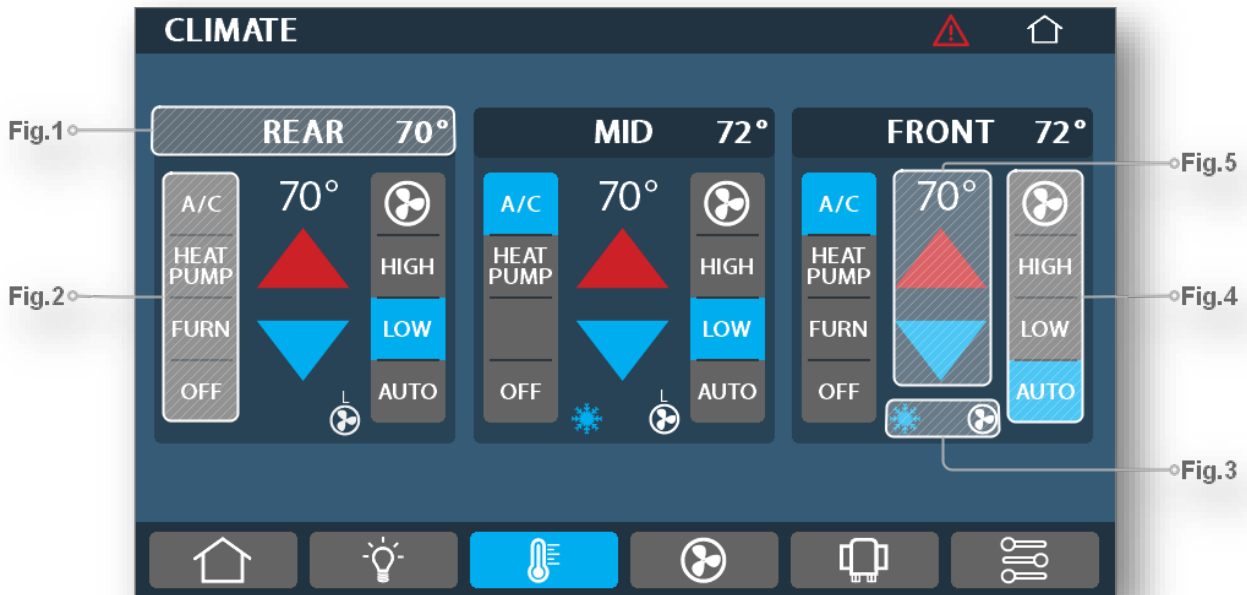 CLIMATE
Fig.1
REAR 70°
MID 72°
FRONT 72°
Fig.5
A/C
70°
HEAT
PUMP
HIGH
Fig.2
FURN
LOW
OFF
AUTO
L
A/C
70°
HEAT
PUMP
HIGH
LOW
OFF
AUTO
L
A/C
70°
HEAT
PUMP
HIGH
Fig.4
FURN
LOW
OFF
AUTO
Fig.3